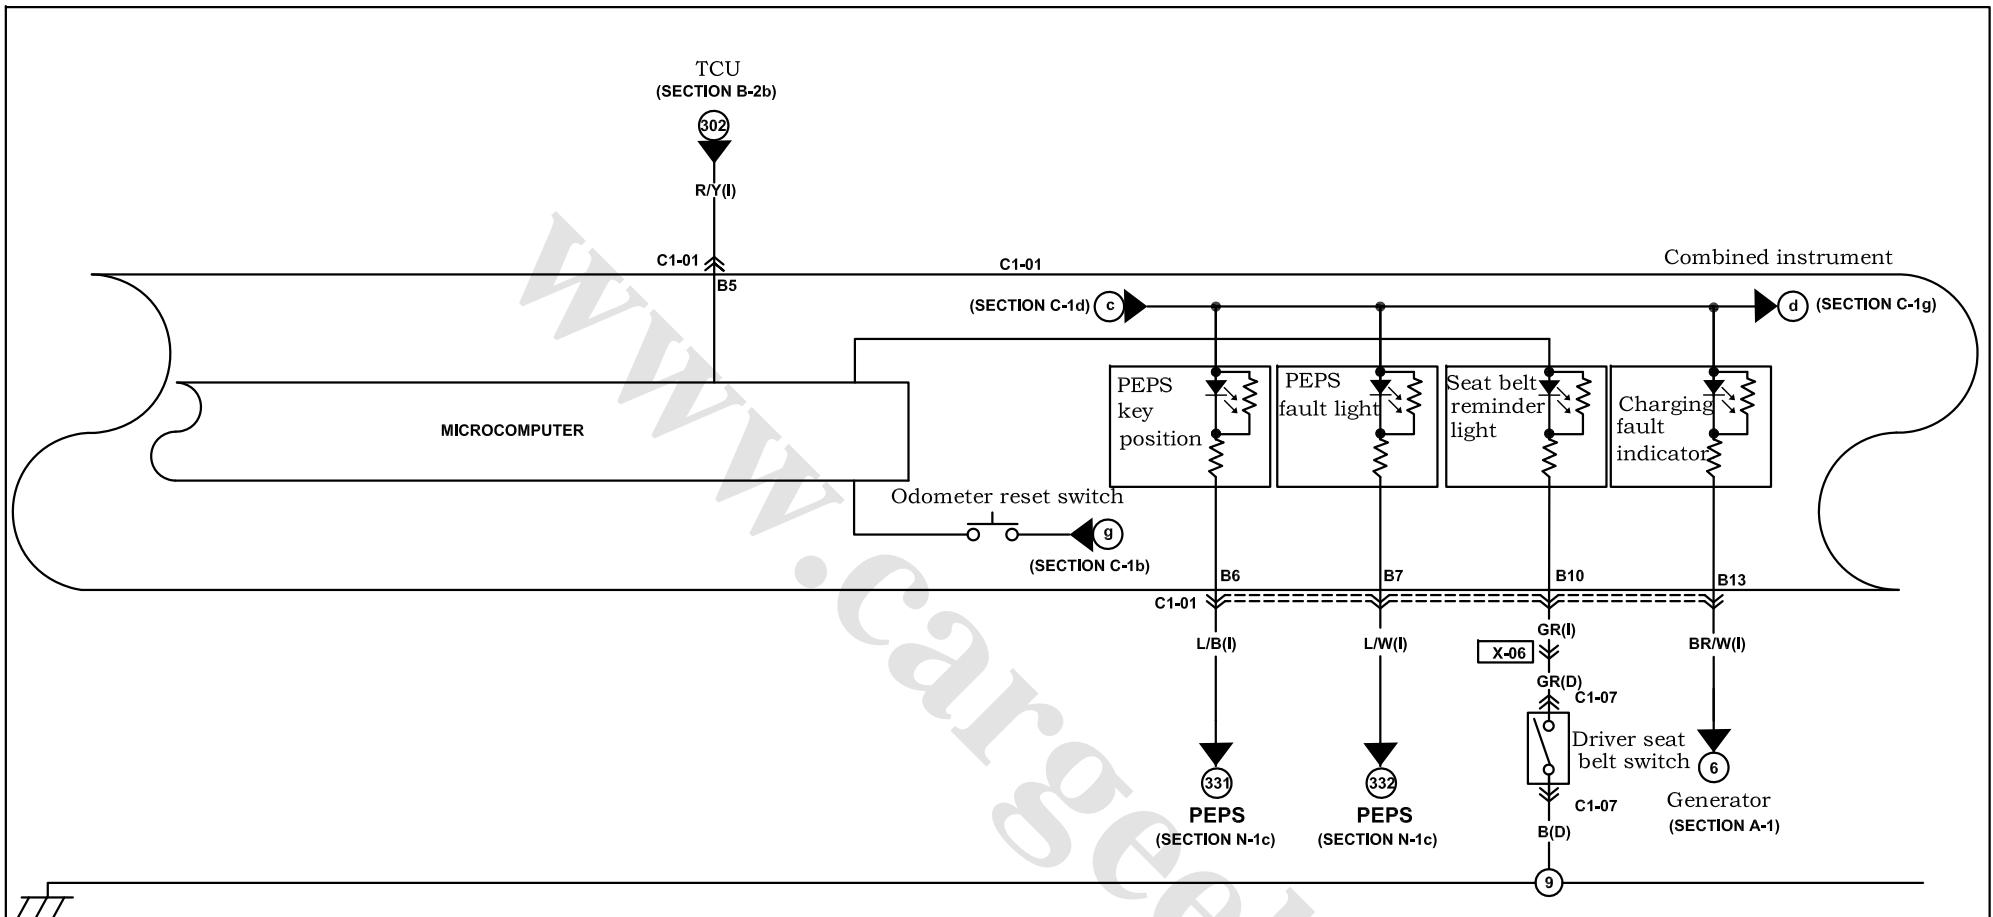 TCU
(SECTION B-2b)
302
R/Y(I)
C1-01
B5
C1-01
Combined instrument
(SECTION C-1d)
c
d
(SECTION C-1g)
MICROCOMPUTER
PEPS
key
position
PEPS
fault light
Seat belt
reminder
light
Charging
fault
indicator
Odometer reset switch
g
(SECTION C-1b)
B6
B7
B10
B13
C1-01
L/B(I)
L/W(I)
GR(I)
BR/W(I)
X-06
GR(D)
C1-07
Driver seat
belt switch
C1-07
B(D)
331
PEPS
(SECTION N-1c)
332
PEPS
(SECTION N-1c)
6
Generator
(SECTION A-1)
9
www.cargeek